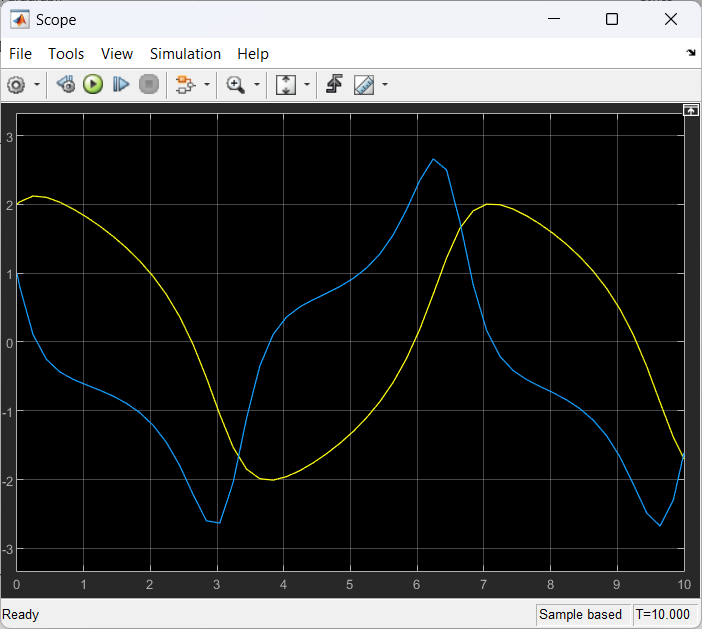 Scope
File Tools View Simulation Help
3
2
1
0
-1
-2
-3
0 1 2 3 4 5 6 7 8 9 10
Ready Sample based T=10.000